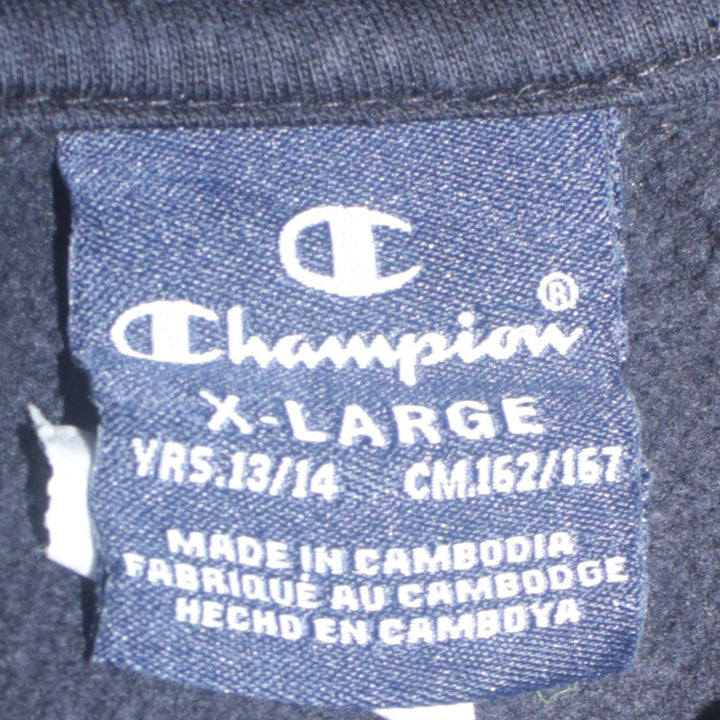 C
Champion®
X-LARGE
YRS.13/14 CM.162/167
MADE IN CAMBODIA
FABRIQUÉ AU CAMBODGE
HECHO EN CAMBOYA